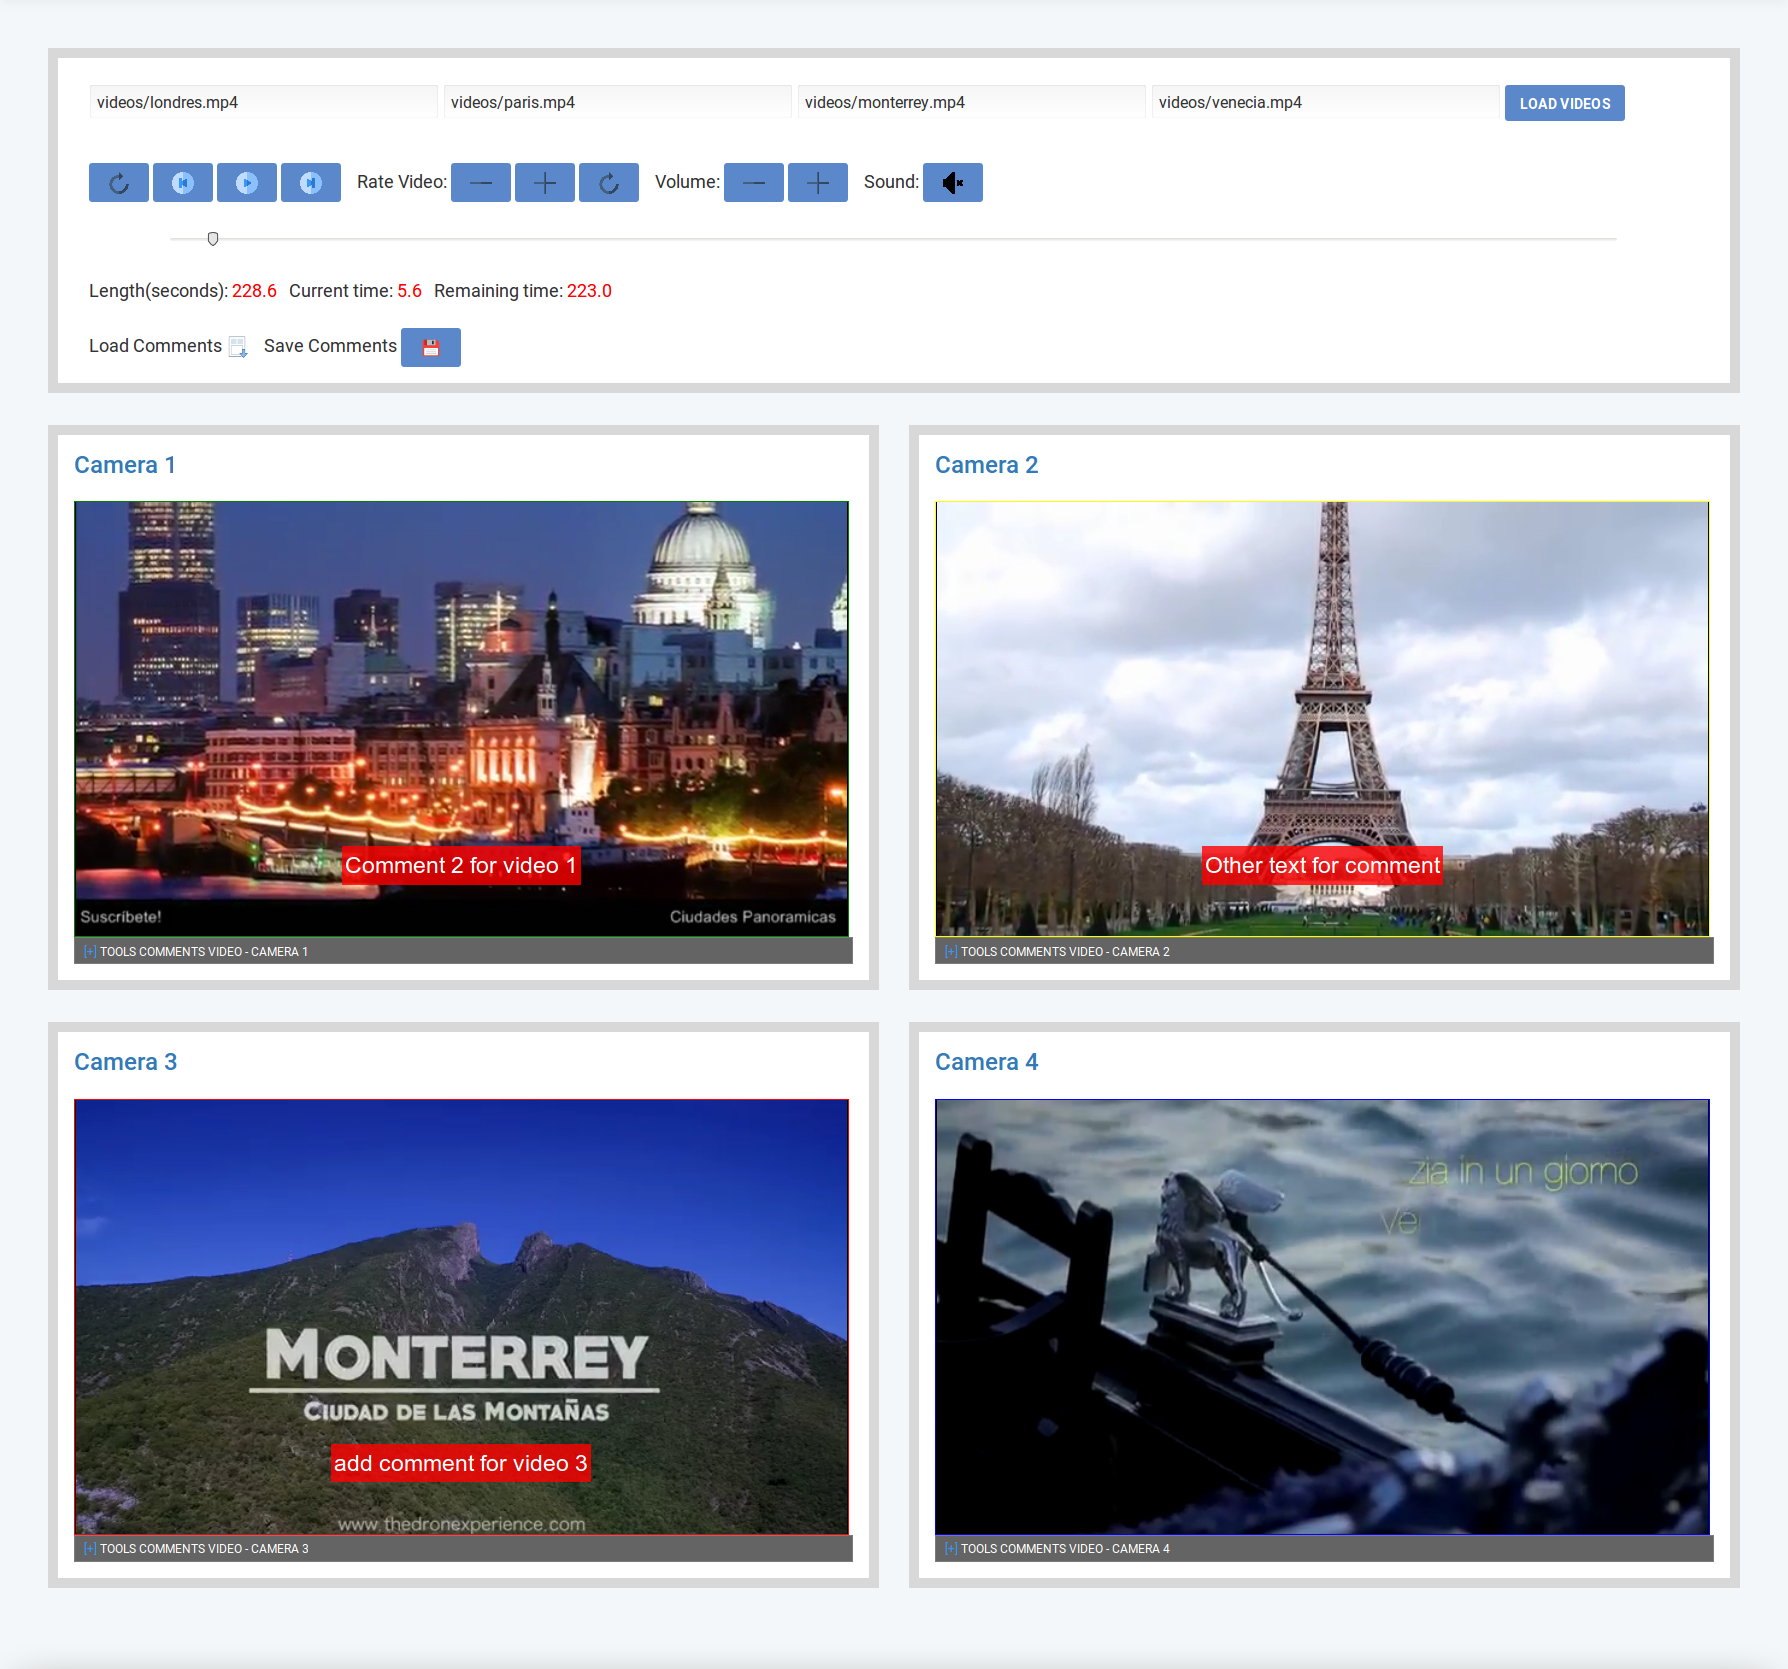 videos/londres.mp4 videos/paris.mp4 videos/monterrey.mp4 videos/venecia.mp4 LOAD VIDEOS
Rate Video: Volume: Sound:
Length(seconds): 228.6 Current time: 5.6 Remaining time: 223.0
Load Comments Save Comments
Camera 1
Comment 2 for video 1
Suscríbete! Ciudades Panoramicas
[+] TOOLS COMMENTS VIDEO - CAMERA 1
Camera 2
Other text for comment
[+] TOOLS COMMENTS VIDEO - CAMERA 2
Camera 3
MONTERREY
CIUDAD DE LAS MONTAÑAS
add comment for video 3
www.thedronexperience.com
[+] TOOLS COMMENTS VIDEO - CAMERA 3
Camera 4
zia in un giorno
Ve
[+] TOOLS COMMENTS VIDEO - CAMERA 4